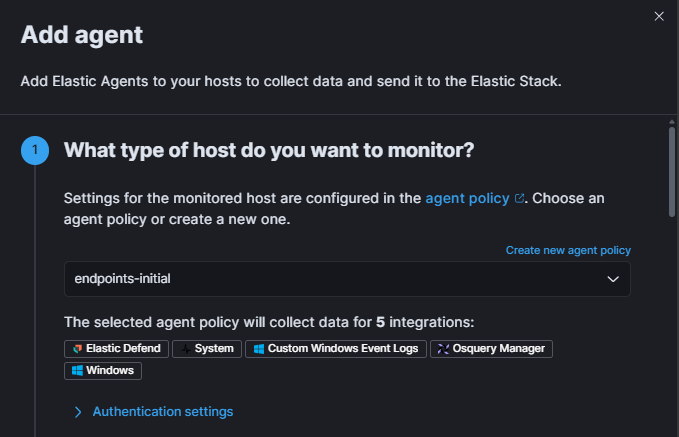 Add agent
Add Elastic Agents to your hosts to collect data and send it to the Elastic Stack.
1
What type of host do you want to monitor?
Settings for the monitored host are configured in the agent policy. Choose an
agent policy or create a new one.
Create new agent policy
endpoints-initial
The selected agent policy will collect data for 5 integrations:
Elastic Defend System Custom Windows Event Logs Osquery Manager
Windows
Authentication settings